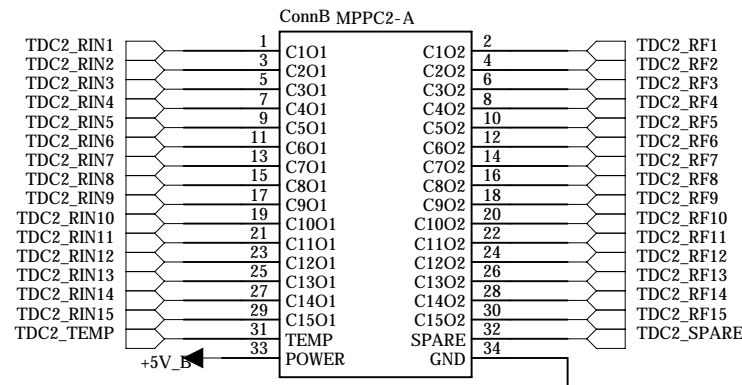 ConnB MPPC2-A
TDC2_RIN1 1 C1O1 C1O2 2 TDC2_RF1
TDC2_RIN2 3 C2O1 C2O2 4 TDC2_RF2
TDC2_RIN3 5 C3O1 C3O2 6 TDC2_RF3
TDC2_RIN4 7 C4O1 C4O2 8 TDC2_RF4
TDC2_RIN5 9 C5O1 C5O2 10 TDC2_RF5
TDC2_RIN6 11 C6O1 C6O2 12 TDC2_RF6
TDC2_RIN7 13 C7O1 C7O2 14 TDC2_RF7
TDC2_RIN8 15 C8O1 C8O2 16 TDC2_RF8
TDC2_RIN9 17 C9O1 C9O2 18 TDC2_RF9
TDC2_RIN10 19 C10O1 C10O2 20 TDC2_RF10
TDC2_RIN11 21 C11O1 C11O2 22 TDC2_RF11
TDC2_RIN12 23 C12O1 C12O2 24 TDC2_RF12
TDC2_RIN13 25 C13O1 C13O2 26 TDC2_RF13
TDC2_RIN14 27 C14O1 C14O2 28 TDC2_RF14
TDC2_RIN15 29 C15O1 C15O2 30 TDC2_RF15
TDC2_TEMP 31 TEMP SPARE 32 TDC2_SPARE
+5V_B 33 POWER GND 34